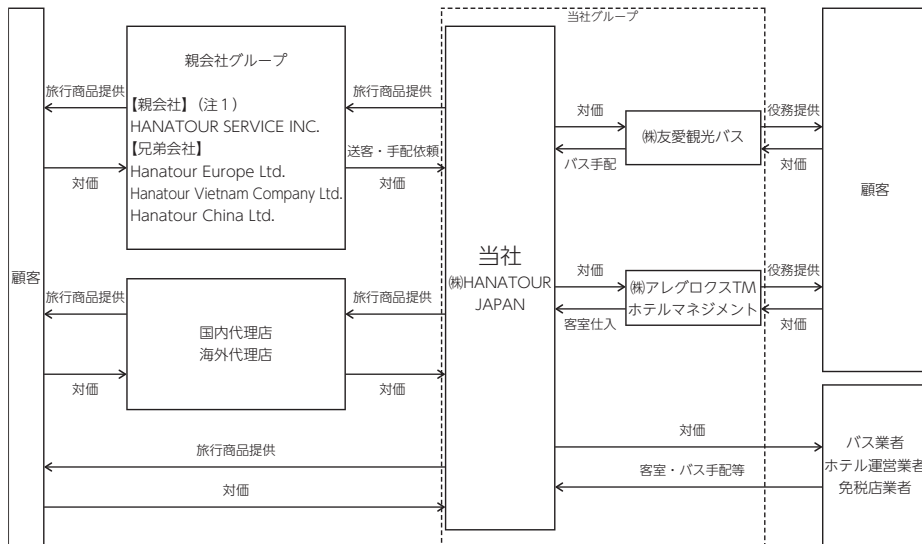 当社グループ
親会社グループ
【親会社】（注１）
HANATOUR SERVICE INC.
【兄弟会社】
Hanatour Europe Ltd.
Hanatour Vietnam Company Ltd.
Hanatour China Ltd.
旅行商品提供
対価
旅行商品提供
送客・手配依頼
対価
顧客
国内代理店
海外代理店
旅行商品提供
対価
旅行商品提供
対価
旅行商品提供
対価
当社
㈱HANATOUR
JAPAN
対価
バス手配
㈱友愛観光バス
役務提供
対価
対価
客室仕入
㈱アレグロクスTM
ホテルマネジメント
役務提供
対価
顧客
対価
客室・バス手配等
バス業者
ホテル運営業者
免税店業者